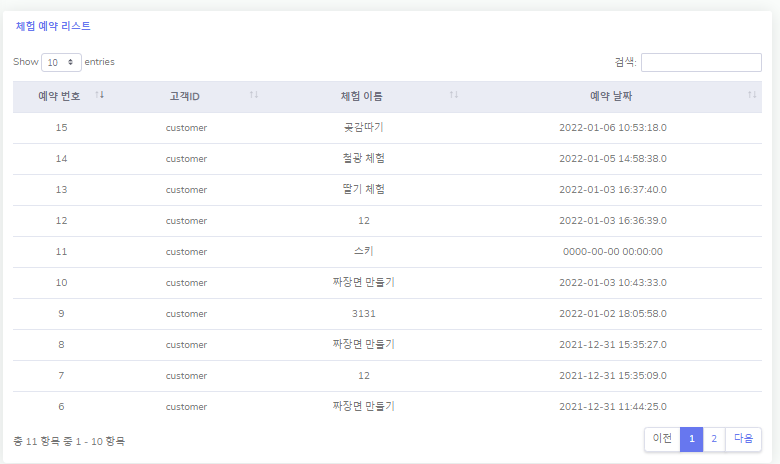 체험 예약 리스트
Show 10 entries 검색:
예약 번호 고객ID 체험 이름 예약 날짜
15 customer 곶감따기 2022-01-06 10:53:18.0
14 customer 철광 체험 2022-01-05 14:58:38.0
13 customer 딸기 체험 2022-01-03 16:37:40.0
12 customer 12 2022-01-03 16:36:39.0
11 customer 스키 0000-00-00 00:00:00
10 customer 짜장면 만들기 2022-01-03 10:43:33.0
9 customer 3131 2022-01-02 18:05:58.0
8 customer 짜장면 만들기 2021-12-31 15:35:27.0
7 customer 12 2021-12-31 15:35:09.0
6 customer 짜장면 만들기 2021-12-31 11:44:25.0
총 11 항목 중 1 - 10 항목 이전 1 2 다음